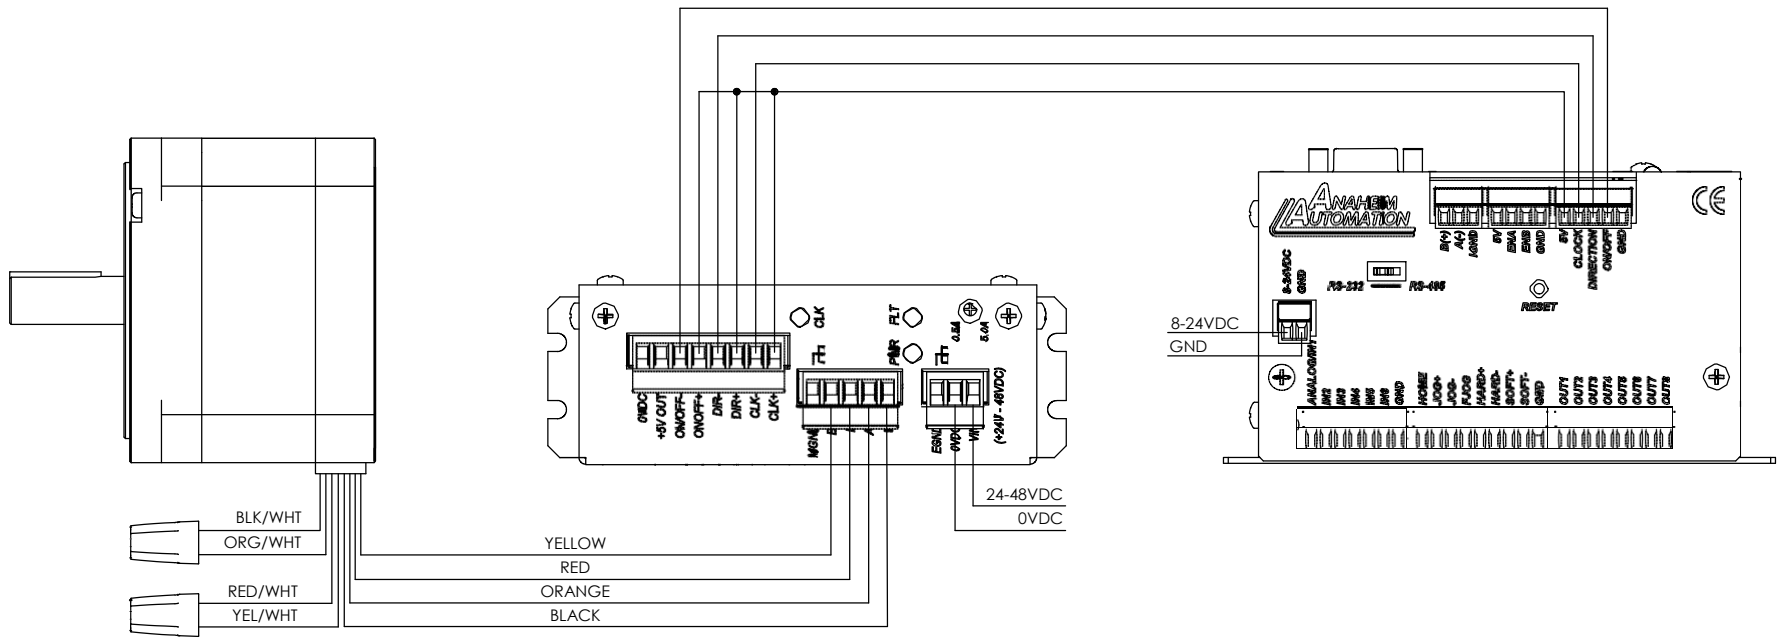 ANAHEIM
AUTOMATION
CE
B(+)
A(-)
IGND
5V
ENA
ENB
GND
5V
CLOCK
DIRECTION
ON/OFF
GND
8-24VDC
GND
RS-232
RS-485
RESET
8-24VDC
GND
ANALOG/IN1
IN2
IN3
IN4
IN5
IN6
GND
HOME
JOG+
JOG-
FJOG
HARD+
HARD-
SOFT+
SOFT-
GND
OUT1
OUT2
OUT3
OUT4
OUT5
OUT6
OUT7
OUT8
CLK
FLT
PWR
0.5A
5.0A
0VDC
+5V OUT
ON/OFF-
ON/OFF+
DIR-
DIR+
CLK-
CLK+
MGND
EGND
0VDC
VIN
(+24V - 48VDC)
24-48VDC
0VDC
BLK/WHT
ORG/WHT
RED/WHT
YEL/WHT
YELLOW
RED
ORANGE
BLACK